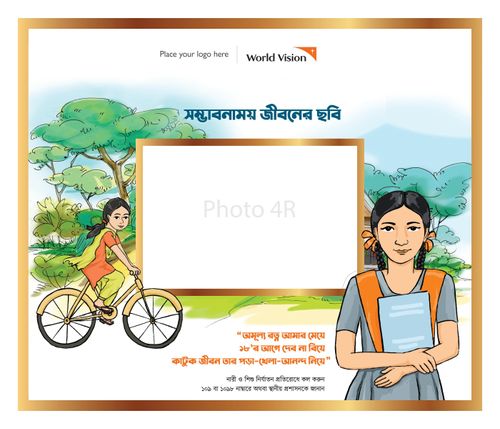 Place your logo here
World Vision
সম্ভাবনাময় জীবনের ছবি
Photo 4R
“অমূল্য রত্ন আমার মেয়ে
১৮’র আগে দেব না বিয়ে
কাটুক জীবন তার পড়া-খেলা-আনন্দ নিয়ে”
নারী ও শিশু নির্যাতন প্রতিরোধে কল করুন
১০৯ বা ১০৯৮ নাম্বারে অথবা স্থানীয় প্রশাসনকে জানান